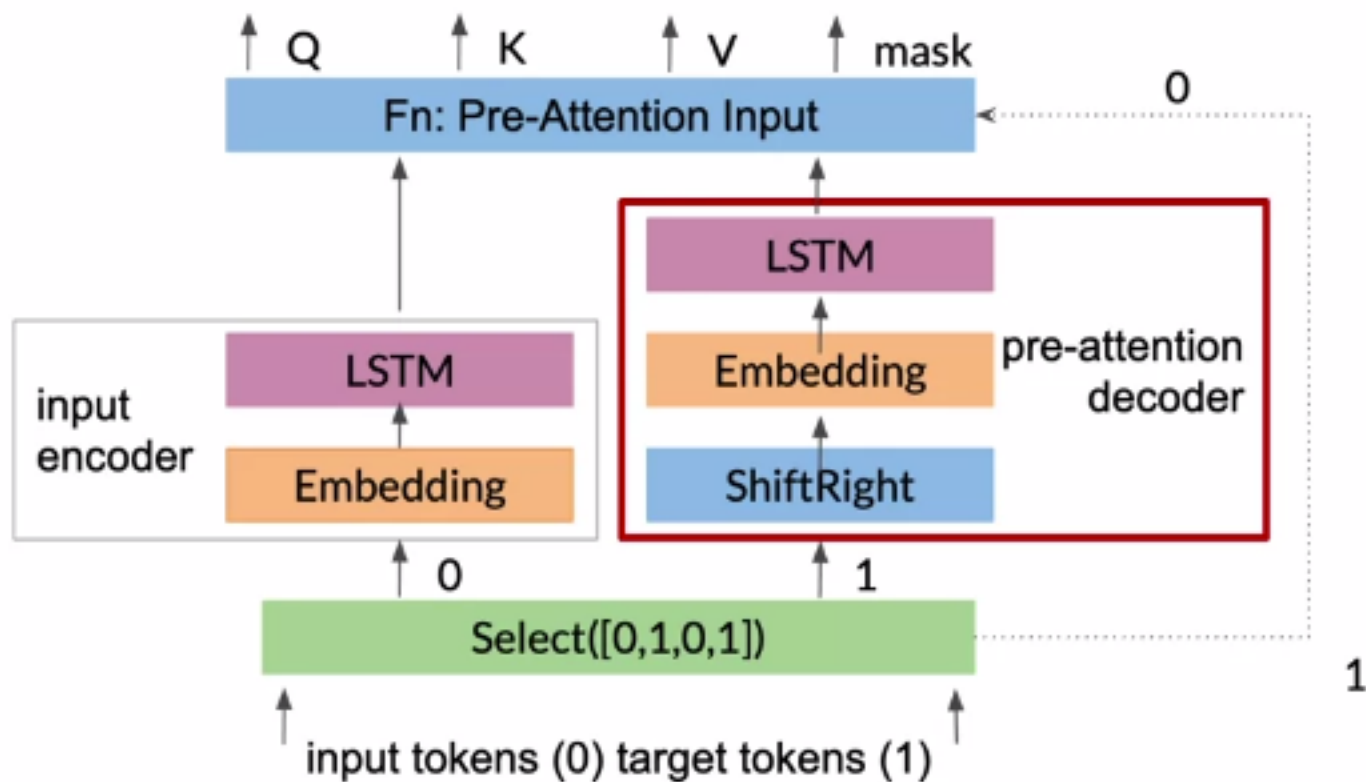 Q K V mask
0
Fn: Pre-Attention Input
LSTM
LSTM
Embedding
pre-attention
decoder
input
encoder
Embedding
ShiftRight
0
1
Select([0,1,0,1])
1
input tokens (0) target tokens (1)